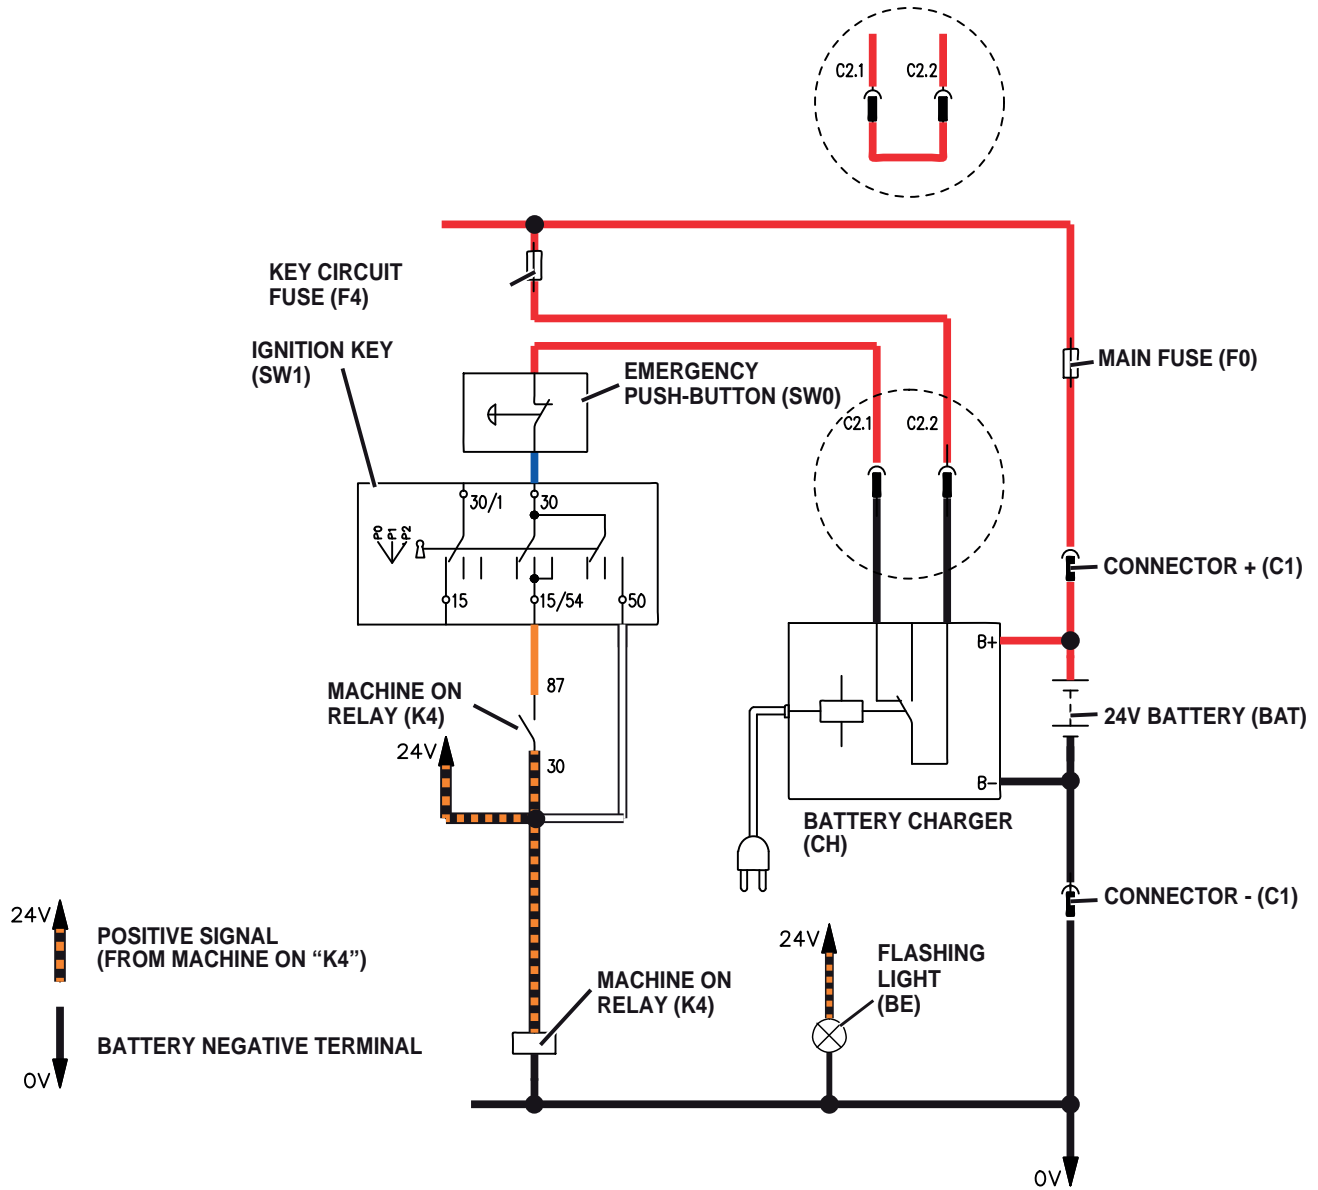 C2.1
C2.2
KEY CIRCUIT
FUSE (F4)
IGNITION KEY
(SW1)
MAIN FUSE (F0)
EMERGENCY
PUSH-BUTTON (SW0)
C2.1
C2.2
30/1
30
P0
P1
P2
15
15/54
50
CONNECTOR + (C1)
B+
87
MACHINE ON
RELAY (K4)
24V
30
24V BATTERY (BAT)
B-
BATTERY CHARGER
(CH)
CONNECTOR - (C1)
24V
POSITIVE SIGNAL
(FROM MACHINE ON “K4”)
24V
FLASHING
LIGHT
(BE)
MACHINE ON
RELAY (K4)
BATTERY NEGATIVE TERMINAL
0V
0V